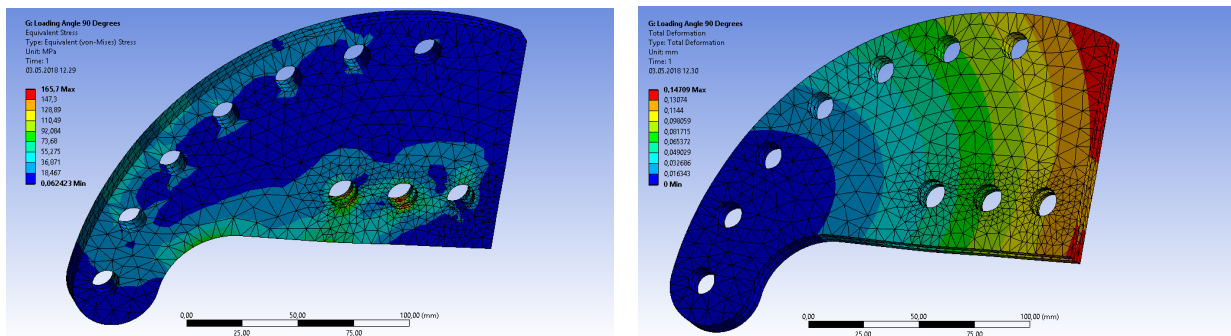 G: Loading Angle 90 Degrees
Equivalent Stress
Type: Equivalent (von-Mises) Stress
Unit: MPa
Time: 1
03.05.2018 12.29
165,7 Max
147,3
128,89
110,49
92,084
73,68
55,275
36,871
18,467
0,062423 Min
0,00
50,00
100,00 (mm)
25,00
75,00
G: Loading Angle 90 Degrees
Total Deformation
Type: Total Deformation
Unit: mm
Time: 1
03.05.2018 12.30
0,14709 Max
0,13074
0,1144
0,098059
0,081715
0,065372
0,049029
0,032686
0,016343
0 Min
0,00
50,00
100,00 (mm)
25,00
75,00